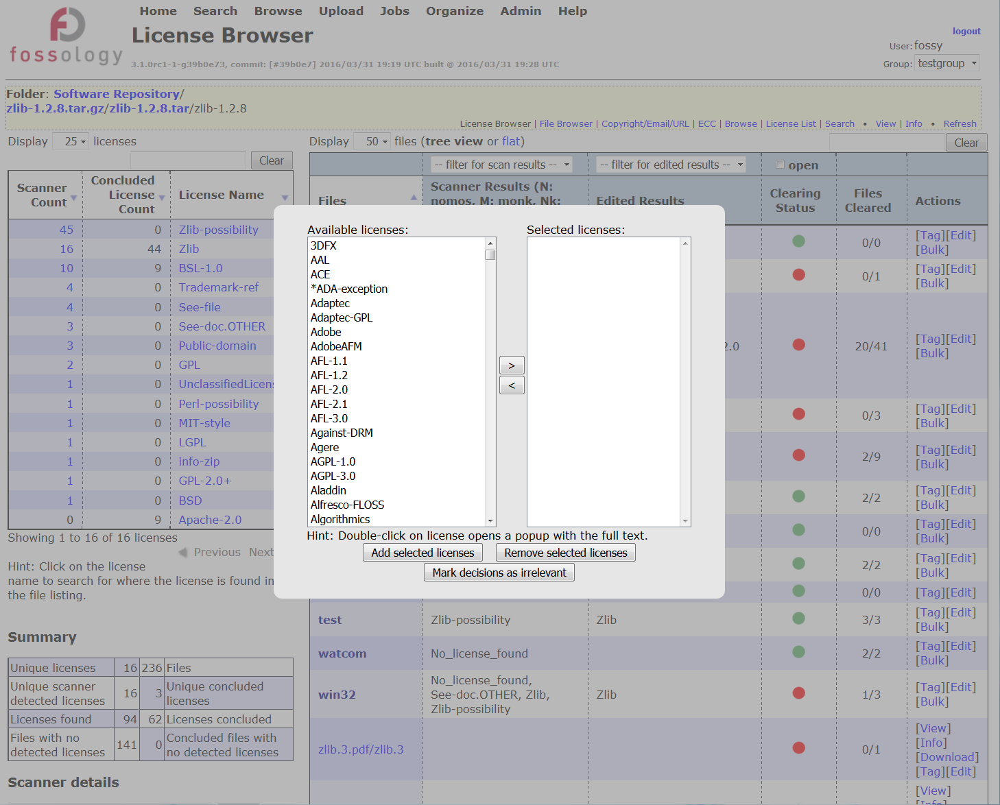 Home Search Browse Upload Jobs Organize Admin Help
fossology
License Browser
3.1.0rc1-1-g39b0e73, commit: [#39b0e7] 2016/03/31 19:19 UTC built @ 2016/03/31 19:28 UTC
logout
User: fossy
Group: testgroup
Folder: Software Repository/
zlib-1.2.8.tar.gz/zlib-1.2.8.tar/zlib-1.2.8
License Browser | File Browser | Copyright/Email/URL | ECC | Browse | License List | Search • View | Info • Refresh
Display 25 licenses
Clear
Scanner Count Concluded License Count License Name
45 0 Zlib-possibility
16 44 Zlib
10 9 BSL-1.0
4 0 Trademark-ref
4 0 See-file
3 0 See-doc.OTHER
3 0 Public-domain
2 0 GPL
1 0 UnclassifiedLicens
1 0 Perl-possibility
1 0 MIT-style
1 0 LGPL
1 0 info-zip
1 0 GPL-2.0+
1 0 BSD
0 9 Apache-2.0
Showing 1 to 16 of 16 licenses
Previous Next
Hint: Click on the license
name to search for where the license is found in
the file listing.
Summary
Unique licenses 16 236 Files
Unique scanner detected licenses 16 3 Unique concluded licenses
Licenses found 94 62 Licenses concluded
Files with no detected licenses 141 0 Concluded files with no detected licenses
Scanner details
Display 50 files (tree view or flat)
Clear
-- filter for scan results -- -- filter for edited results -- open
Files Scanner Results (N: nomos, M: monk, Nk: Edited Results Clearing Status Files Cleared Actions
0/0 [Tag][Edit]
[Bulk]
0/1 [Tag][Edit]
[Bulk]
2.0 20/41 [Tag][Edit]
[Bulk]
0/3 [Tag][Edit]
[Bulk]
2/9 [Tag][Edit]
[Bulk]
2/2 [Tag][Edit]
[Bulk]
0/0 [Tag][Edit]
[Bulk]
2/2 [Tag][Edit]
[Bulk]
0/0 [Tag][Edit]
test Zlib-possibility Zlib 3/3 [Tag][Edit]
[Bulk]
watcom No_license_found 2/2 [Tag][Edit]
[Bulk]
win32 No_license_found, See-doc.OTHER, Zlib, Zlib-possibility Zlib 1/3 [Tag][Edit]
[Bulk]
zlib.3.pdf/zlib.3 0/1 [View]
[Info]
[Download]
[Tag][Edit]
[View]
[Info]
Available licenses:
3DFX
AAL
ACE
*ADA-exception
Adaptec
Adaptec-GPL
Adobe
AdobeAFM
AFL-1.1
AFL-1.2
AFL-2.0
AFL-2.1
AFL-3.0
Against-DRM
Agere
AGPL-1.0
AGPL-3.0
Aladdin
Alfresco-FLOSS
Algorithmics
>
<
Selected licenses:
Hint: Double-click on license opens a popup with the full text.
Add selected licenses Remove selected licenses
Mark decisions as irrelevant